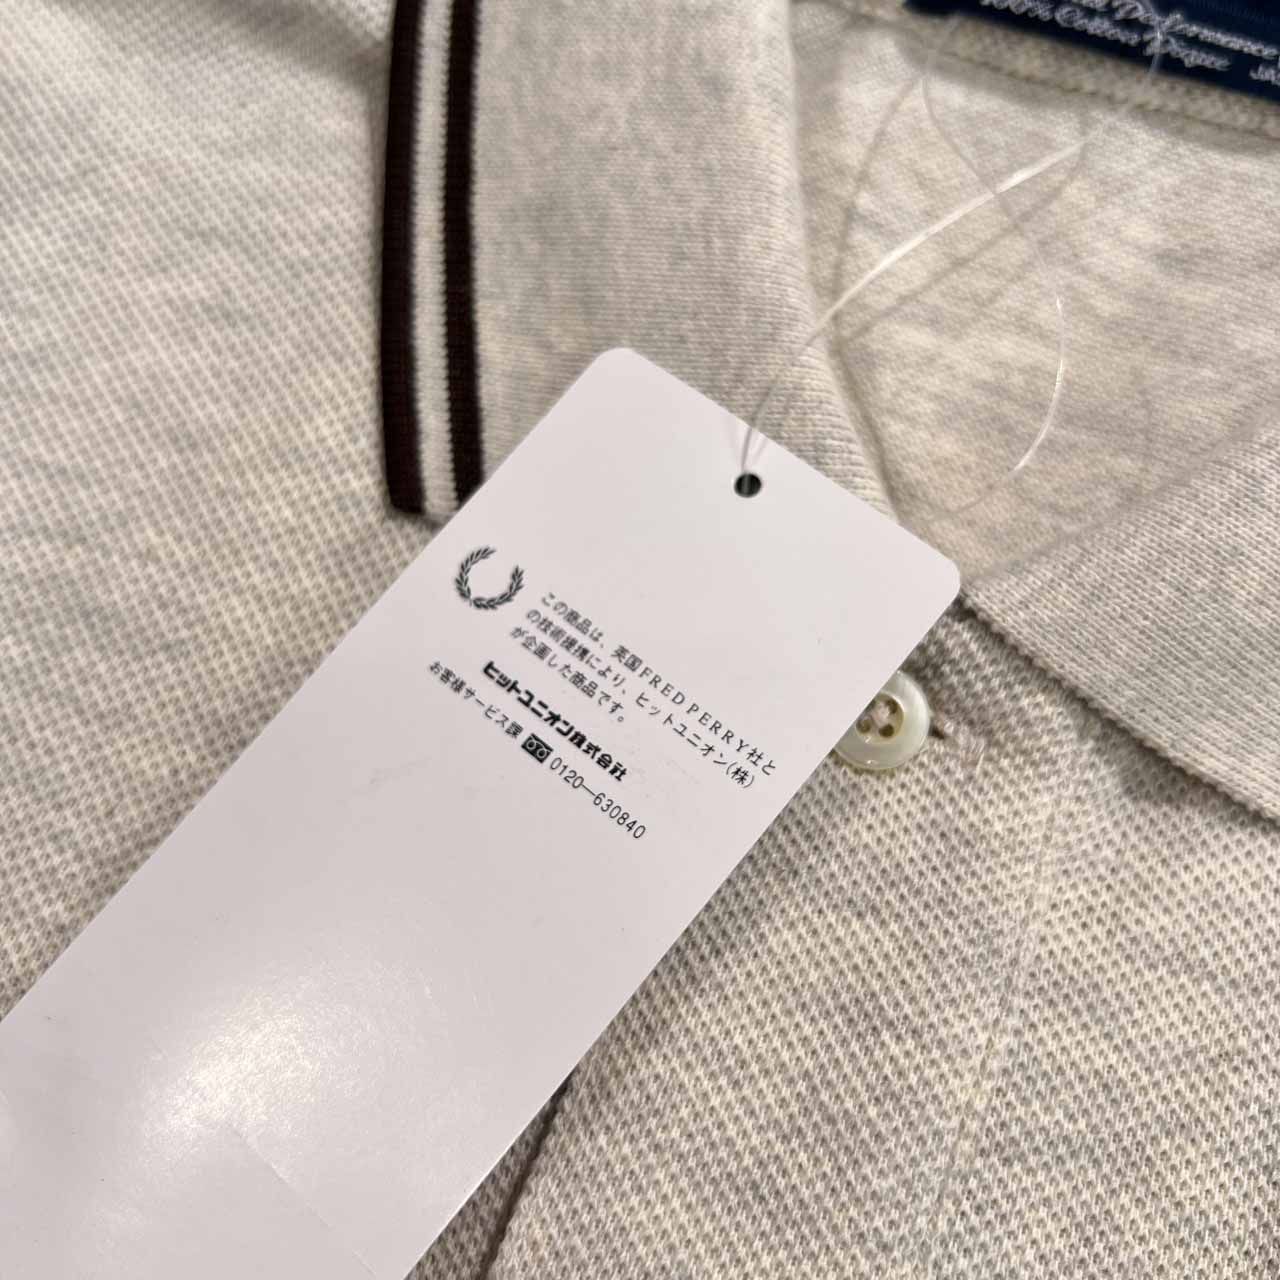 100% Cotton Pique
この商品は、英国FRED PERRY社と
の技術提携により、ヒットユニオン(株)
が企画した商品です。
ヒットユニオン株式会社
お客様サービス課 0120—630840